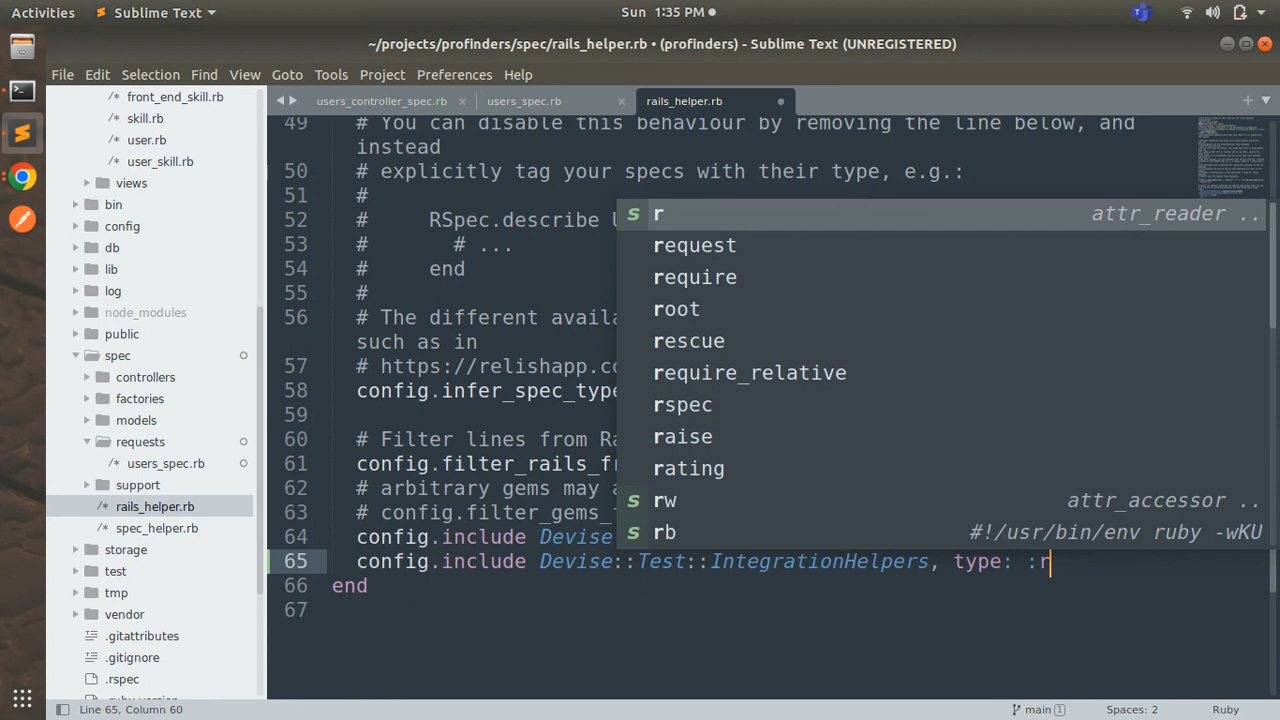 Activities
Sublime Text
Sun 1:35 PM
~/projects/profinders/spec/rails_helper.rb • (profinders) - Sublime Text (UNREGISTERED)
File Edit Selection Find View Goto Tools Project Preferences Help
front_end_skill.rb
skill.rb
user.rb
user_skill.rb
views
bin
config
db
lib
log
node_modules
public
spec
controllers
factories
models
requests
users_spec.rb
support
rails_helper.rb
spec_helper.rb
storage
test
tmp
vendor
.gitattributes
.gitignore
.rspec
users_controller_spec.rb
users_spec.rb
rails_helper.rb
49 # You can disable this behaviour by removing the line below, and
instead
50 # explicitly tag your specs with their type, e.g.:
51 #
52 # RSpec.describe
53 # # ...
54 # end
55 #
56 # The different availa
such as in
57 # https://relishapp.co
58 config.infer_spec_type
59
60 # Filter lines from Ra
61 config.filter_rails_fr
62 # arbitrary gems may a
63 # config.filter_gems_
64 config.include Devise
65 config.include Devise::Test::IntegrationHelpers, type: :r
66 end
67
s r attr_reader ..
request
require
root
rescue
require_relative
rspec
raise
rating
s rw attr_accessor ..
s rb #!/usr/bin/env ruby -wKU
Line 65, Column 60
main 1
Spaces: 2
Ruby